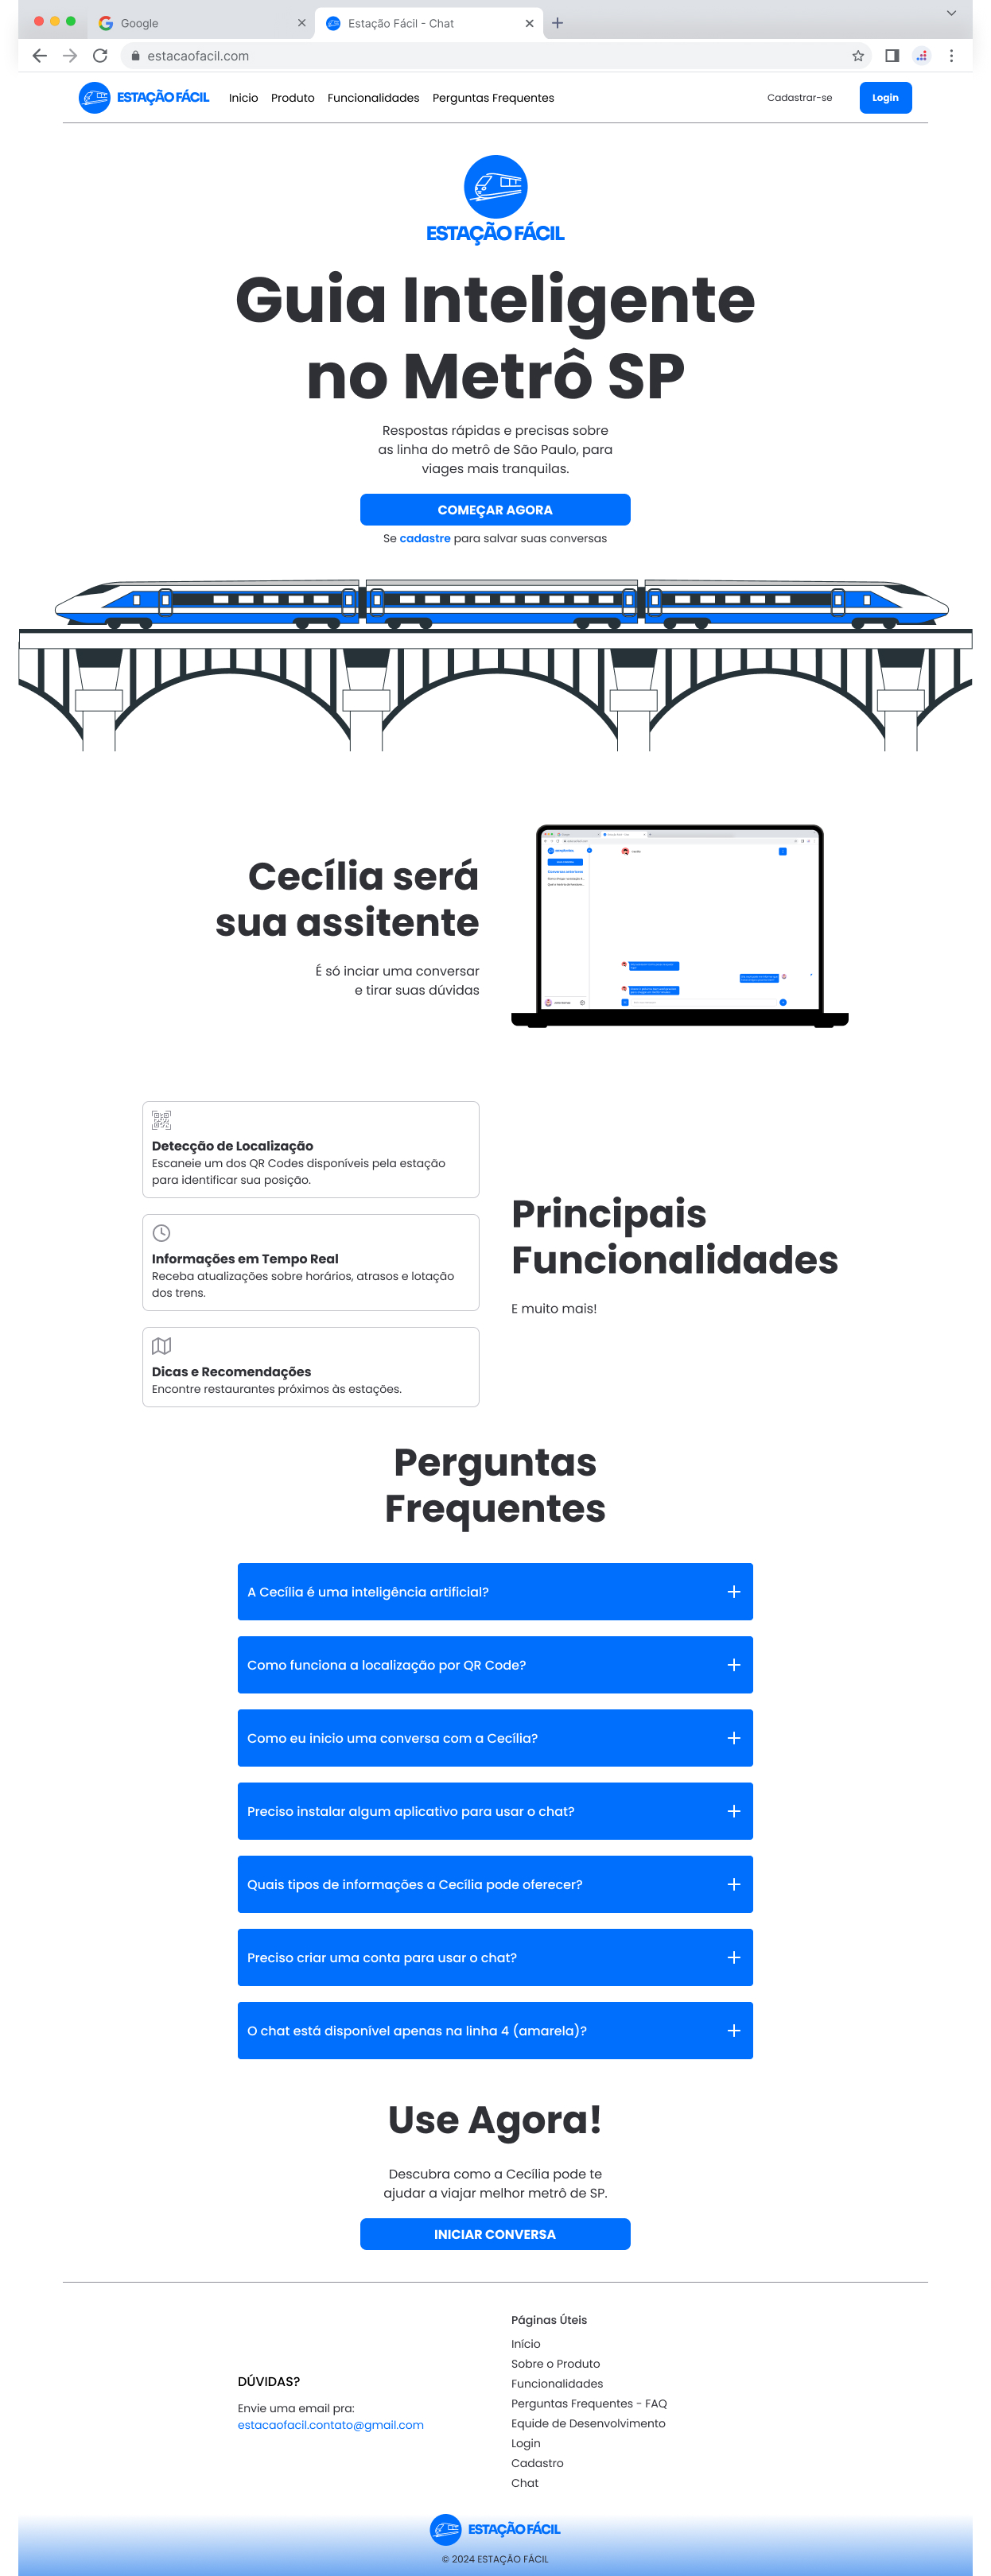 Google
Estação Fácil - Chat
estacaofacil.com
ESTAÇÃO FÁCIL
Inicio
Produto
Funcionalidades
Perguntas Frequentes
Cadastrar-se
Login
ESTAÇÃO FÁCIL
Guia Inteligente
no Metrô SP
Respostas rápidas e precisas sobre
as linha do metrô de São Paulo, para
viages mais tranquilas.
COMEÇAR AGORA
Se cadastre para salvar suas conversas
Cecília será
sua assitente
É só inciar uma conversar
e tirar suas dúvidas
Detecção de Localização
Escaneie um dos QR Codes disponíveis pela estação
para identificar sua posição.
Informações em Tempo Real
Receba atualizações sobre horários, atrasos e lotação
dos trens.
Dicas e Recomendações
Encontre restaurantes próximos às estações.
Principais
Funcionalidades
E muito mais!
Perguntas
Frequentes
A Cecília é uma inteligência artificial?
Como funciona a localização por QR Code?
Como eu inicio uma conversa com a Cecília?
Preciso instalar algum aplicativo para usar o chat?
Quais tipos de informações a Cecília pode oferecer?
Preciso criar uma conta para usar o chat?
O chat está disponível apenas na linha 4 (amarela)?
Use Agora!
Descubra como a Cecília pode te
ajudar a viajar melhor metrô de SP.
INICIAR CONVERSA
DÚVIDAS?
Envie uma email pra:
estacaofacil.contato@gmail.com
Páginas Úteis
Início
Sobre o Produto
Funcionalidades
Perguntas Frequentes - FAQ
Equide de Desenvolvimento
Login
Cadastro
Chat
ESTAÇÃO FÁCIL
© 2024 ESTAÇÃO FÁCIL